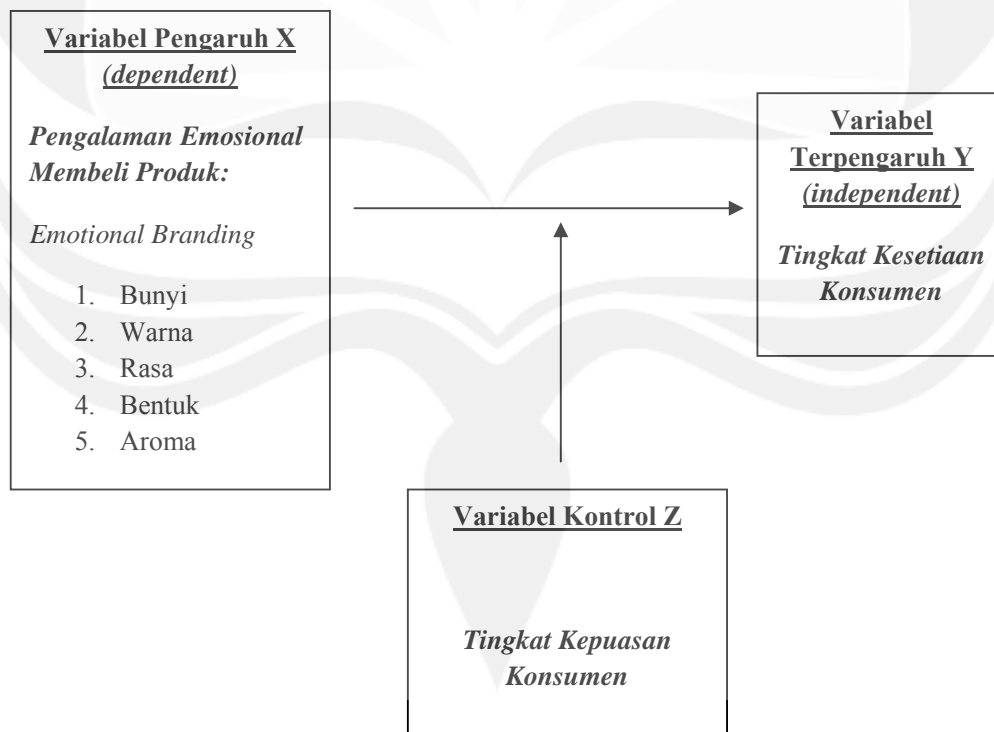 Variabel Pengaruh X
(dependent)
Pengalaman Emosional
Membeli Produk:
Emotional Branding
1. Bunyi
2. Warna
3. Rasa
4. Bentuk
5. Aroma
Variabel
Terpengaruh Y
(independent)
Tingkat Kesetiaan
Konsumen
Variabel Kontrol Z
Tingkat Kepuasan
Konsumen